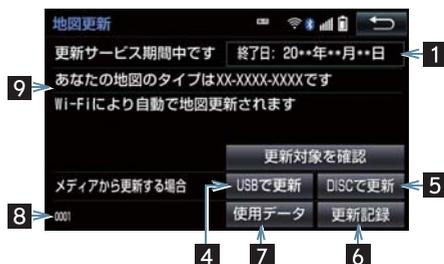 地図更新
更新サービス期間中です 終了日: 20**年**月**日
1
9
あなたの地図のタイプはXX-XXXX-XXXXです
Wi-Fiにより自動で地図更新されます
更新対象を確認
メディアから更新する場合 USBで更新 DISCで更新
5
8
0001 使用データ 更新記録
4
7
6